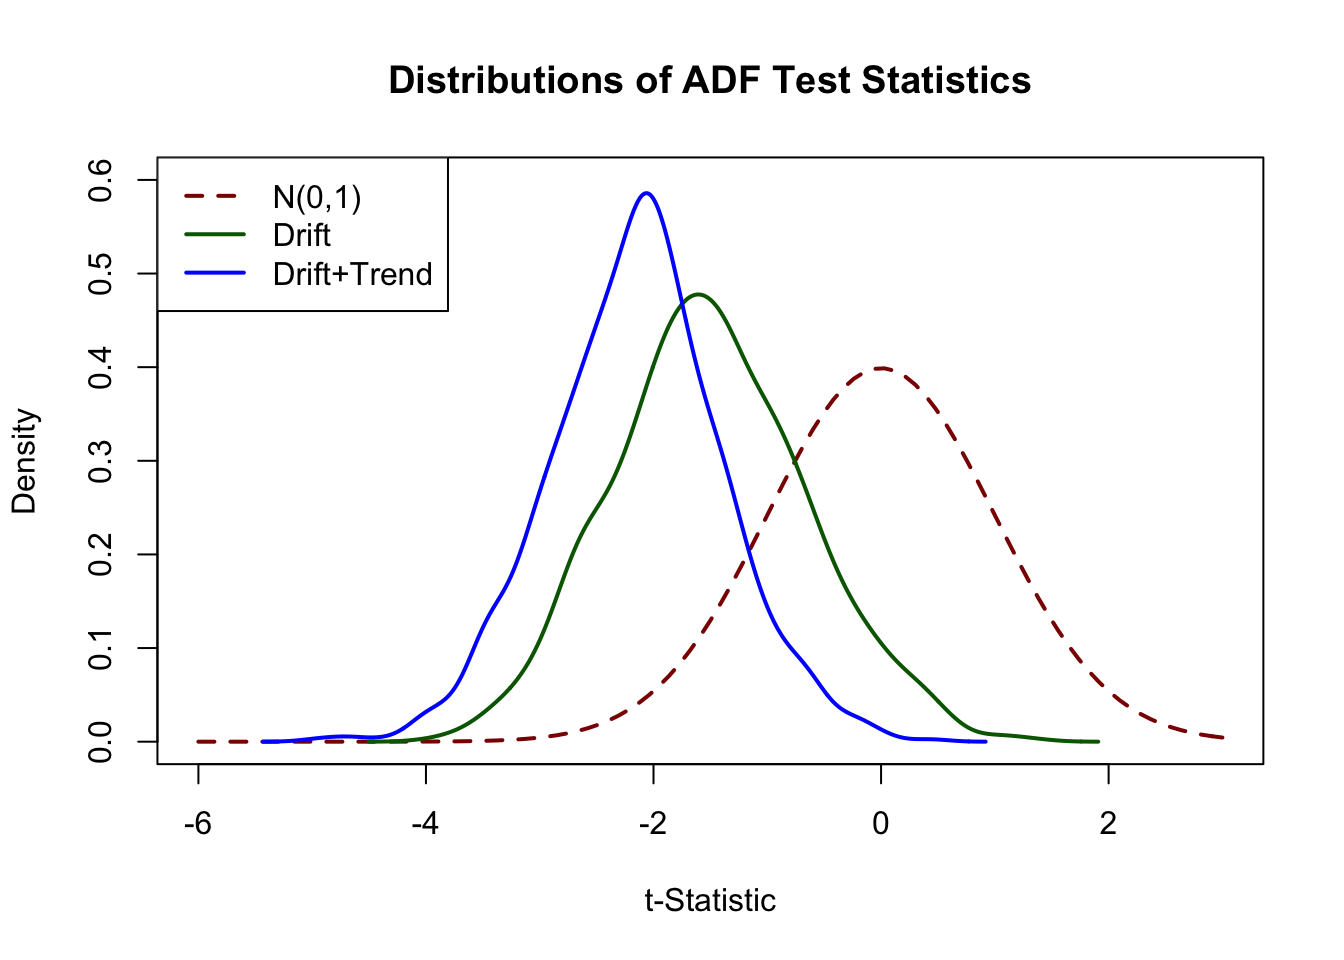 Distributions of ADF Test Statistics
N(0,1)
Drift
Drift+Trend
Density
0.6
0.5
0.4
0.3
0.2
0.1
0.0
-6 -4 -2 0 2
t-Statistic